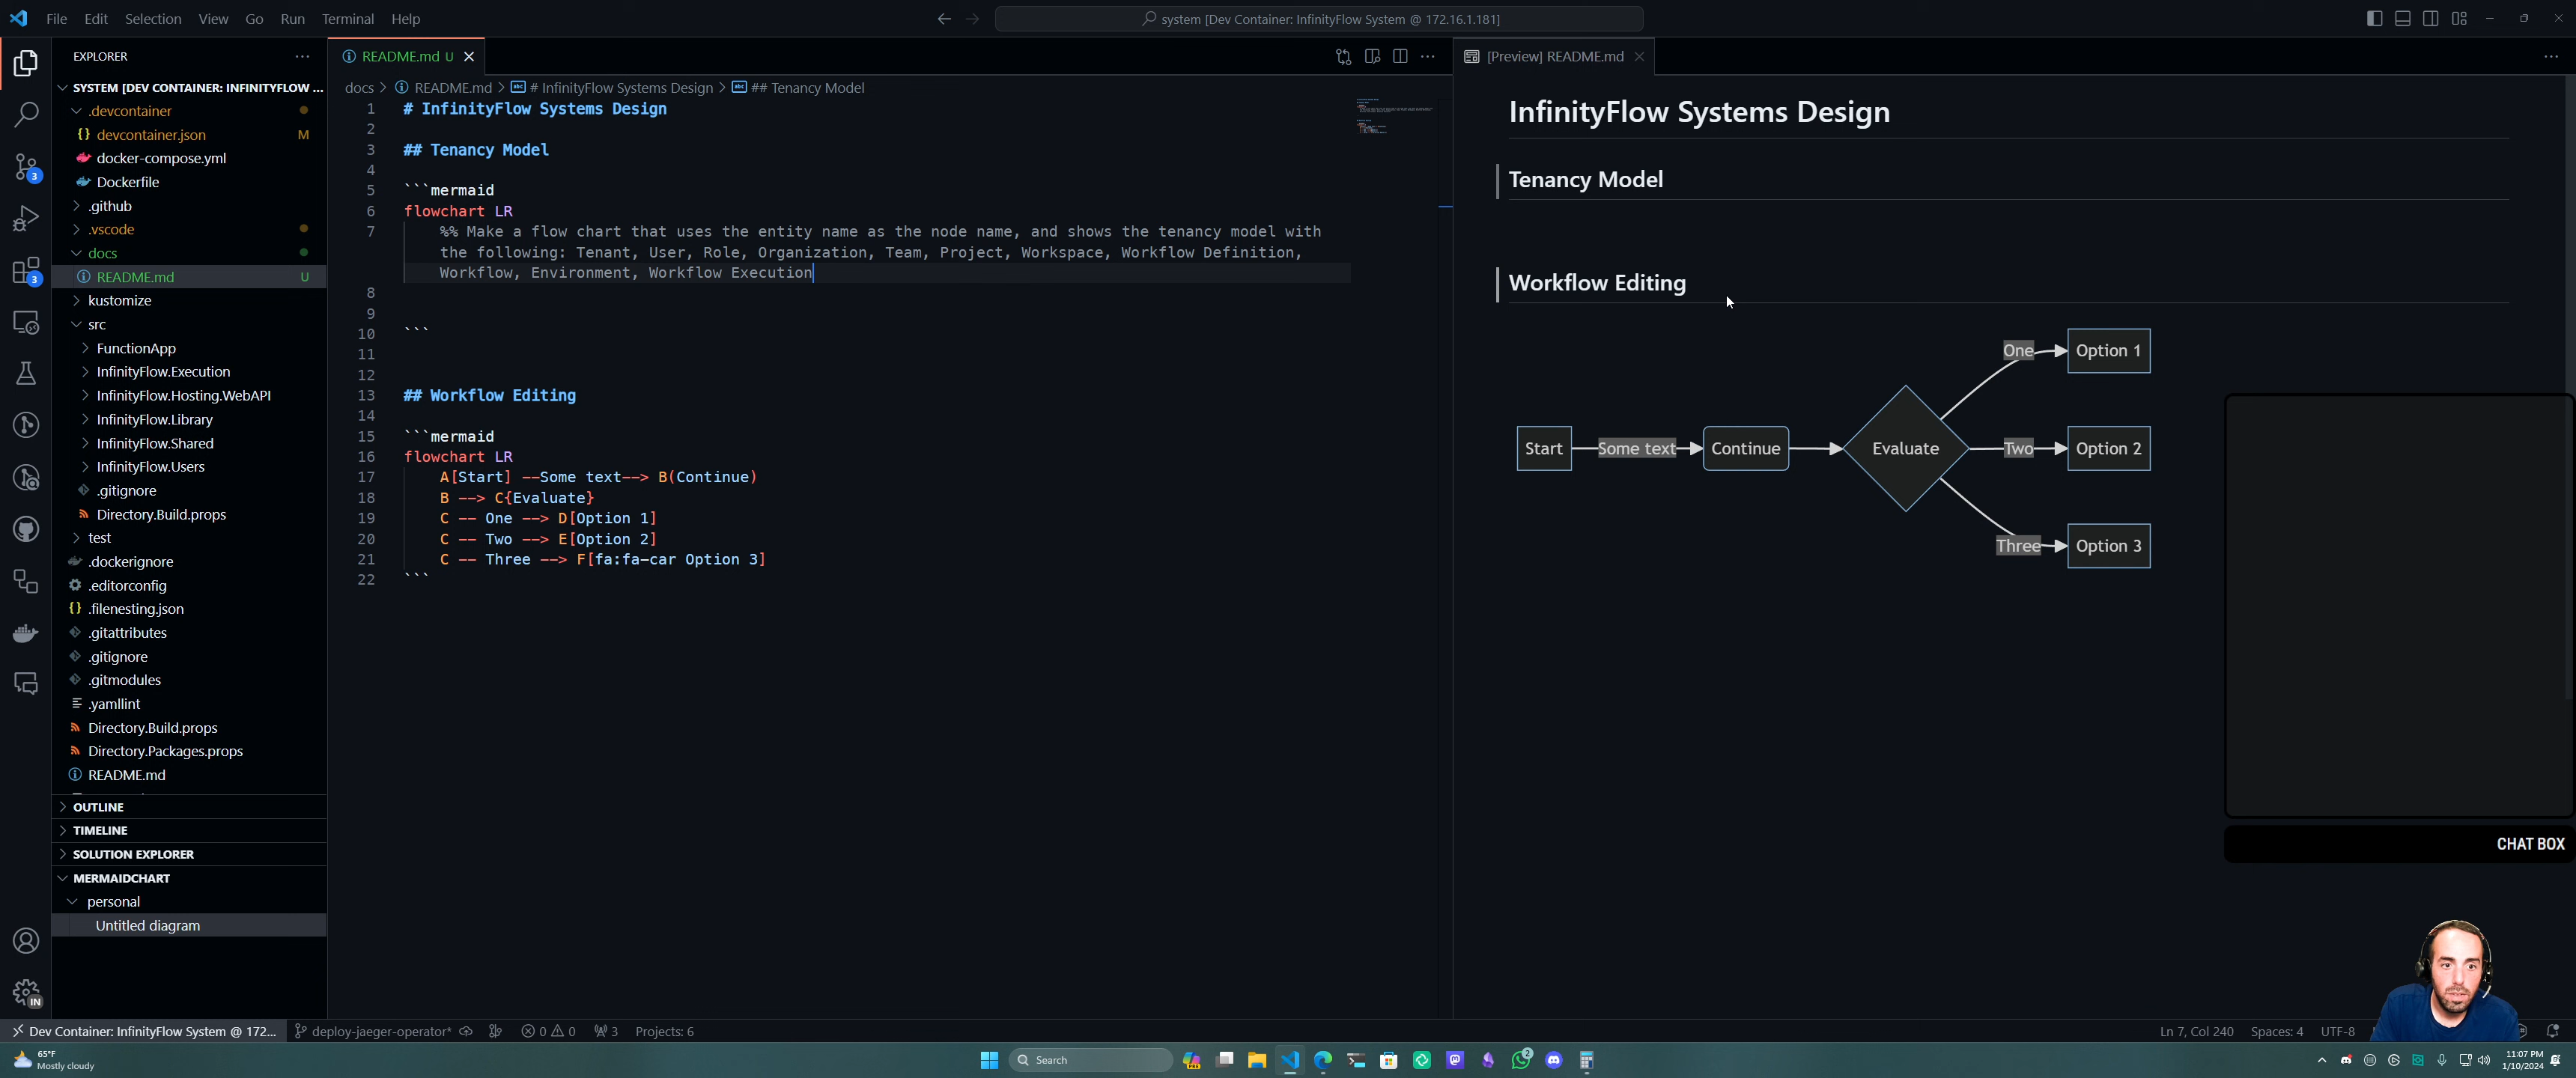 File Edit Selection View Go Run Terminal Help
system [Dev Container: InfinityFlow System @ 172.16.1.181]
EXPLORER
README.md U
[Preview] README.md
SYSTEM [DEV CONTAINER: INFINITYFLOW ...
docs > README.md > # InfinityFlow Systems Design > ## Tenancy Model
.devcontainer
devcontainer.json M
docker-compose.yml
Dockerfile
.github
.vscode
docs
README.md U
kustomize
src
FunctionApp
InfinityFlow.Execution
InfinityFlow.Hosting.WebAPI
InfinityFlow.Library
InfinityFlow.Shared
InfinityFlow.Users
.gitignore
Directory.Build.props
test
.dockerignore
.editorconfig
.filenesting.json
.gitattributes
.gitignore
.gitmodules
.yamllint
Directory.Build.props
Directory.Packages.props
README.md
OUTLINE
TIMELINE
SOLUTION EXPLORER
MERMAIDCHART
personal
Untitled diagram
3
3
IN
1 # InfinityFlow Systems Design
2
3 ## Tenancy Model
4
5 ```mermaid
6 flowchart LR
7 %% Make a flow chart that uses the entity name as the node name, and shows the tenancy model with
the following: Tenant, User, Role, Organization, Team, Project, Workspace, Workflow Definition,
Workflow, Environment, Workflow Execution
8
9
10 ```
11
12
13 ## Workflow Editing
14
15 ```mermaid
16 flowchart LR
17 A[Start] --Some text--> B(Continue)
18 B --> C{Evaluate}
19 C -- One --> D[Option 1]
20 C -- Two --> E[Option 2]
21 C -- Three --> F[fa:fa-car Option 3]
22 ```
InfinityFlow Systems Design
Tenancy Model
Workflow Editing
One Option 1
Start Some text Continue Evaluate Two Option 2
Three Option 3
CHAT BOX
Dev Container: InfinityFlow System @ 172... deploy-jaeger-operator* 0 0 3 Projects: 6
Ln 7, Col 240 Spaces: 4 UTF-8
65°F
Mostly cloudy
Search
2
11:07 PM
1/10/2024